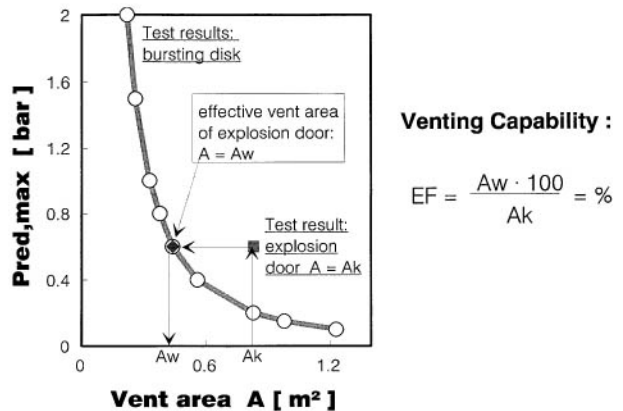 2
1.6
1.2
0.8
0.4
0
Pred,max [ bar]
Test results:
bursting disk
effective vent area
of explosion door:
A = Aw
Test result:
explosion
door A = Ak
Aw
Ak
0
0.6
1.2
Vent area A [ m² ]
Venting Capability :
EF = Aw · 100 = %
Ak